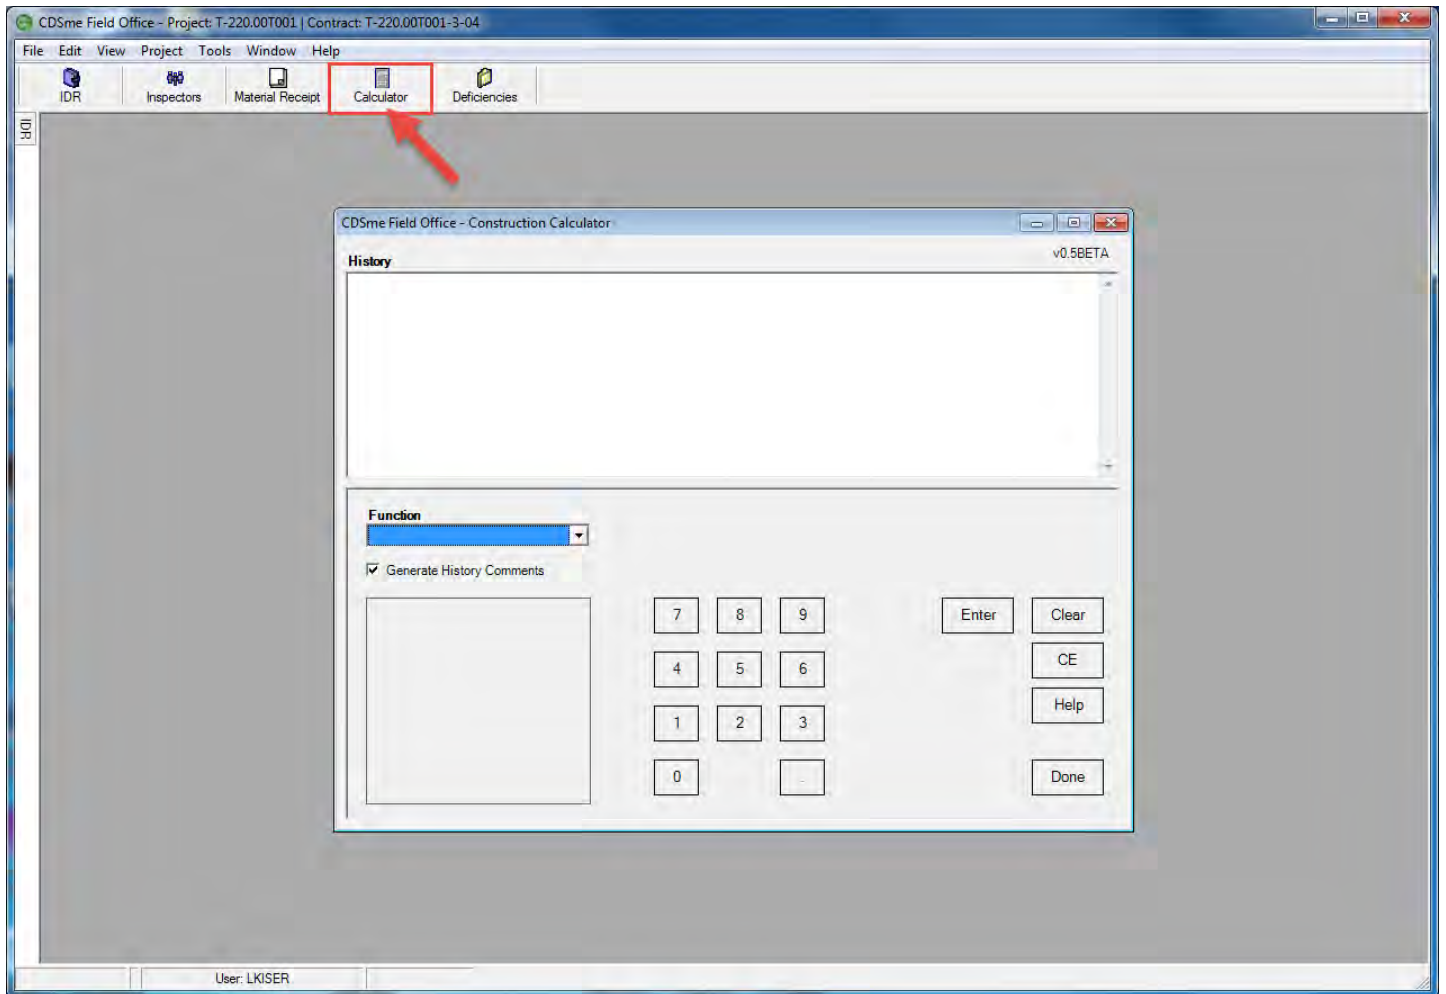 CDSme Field Office - Project: T-220.00T001 | Contract: T-220.00T001-3-04
File Edit View Project Tools Window Help
IDR Inspectors Material Receipt Calculator Deficiencies
IDR
CDSme Field Office - Construction Calculator
v0.5BETA
History
Function
Generate History Comments
7 8 9 Enter Clear
4 5 6 CE
1 2 3 Help
0 . Done
User: LKISER